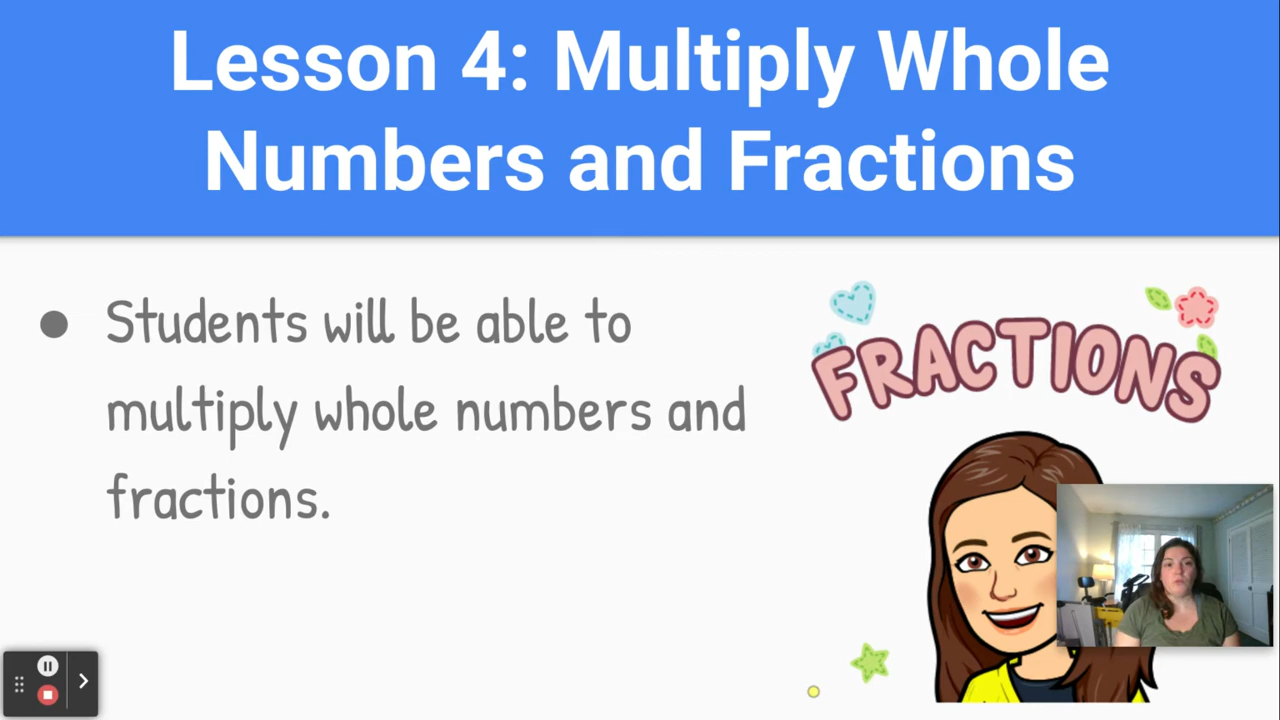 Lesson 4: Multiply Whole
Numbers and Fractions
Students will be able to
multiply whole numbers and
fractions.
FRACTIONS